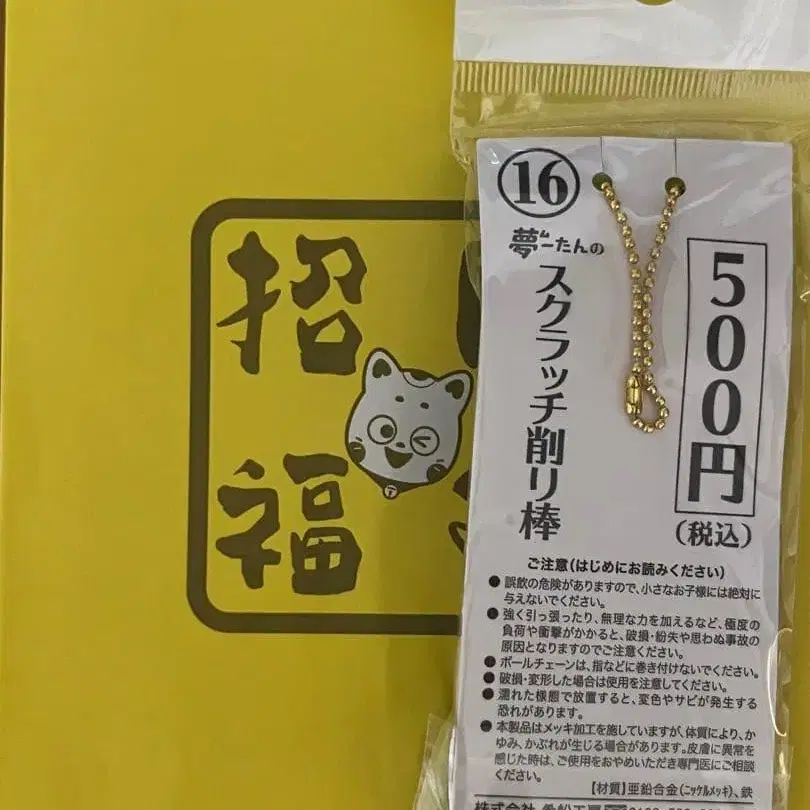 招
福
⑯
夢ーたんの
スクラッチ削り棒
500円
(税込)
ご注意(はじめにお読みください)
●誤飲の危険がありますので、小さなお子様には絶対に
与えないでください。
●強く引っ張ったり、無理な力を加えるなど、極度の
負荷や衝撃がかかると、破損・紛失や思わぬ事故の
原因となりますのでご注意ください。
●ボールチェーンは、指などに巻き付けないでください。
●破損・変形した場合は使用を注意してください。
●濡れた様態で放置すると、変色やサビが発生する
恐れがあります。
●本製品はメッキ加工を施していますが、体質により、か
ゆみ、かぶれが生じる場合があります。皮膚に異常を
感じた時は、ご使用をおやめいただき専門医にご相談
ください。
【材質】亜鉛合金(ニッケルメッキ)、鉄
株式会社